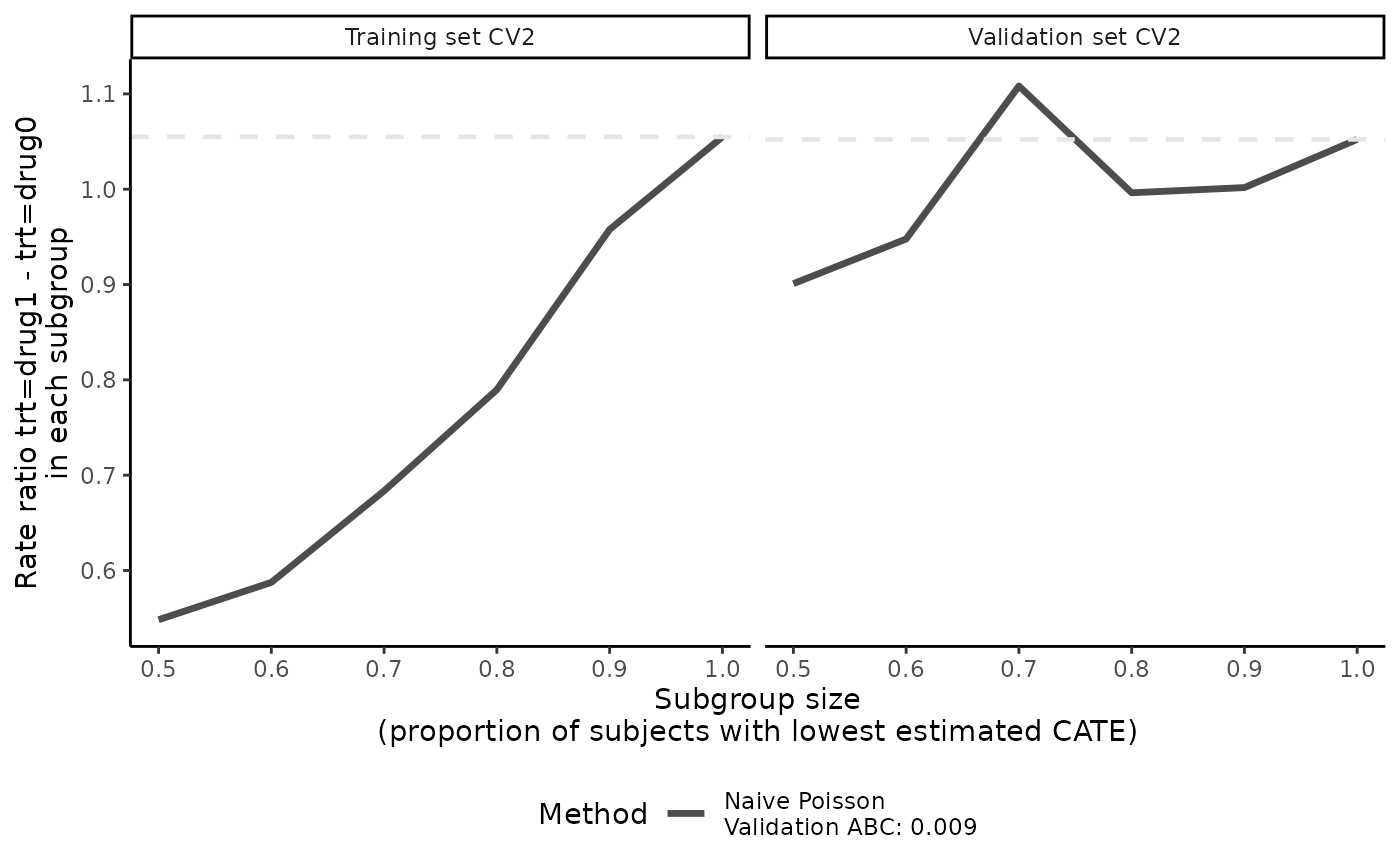 Training set CV2
Validation set CV2
Rate ratio trt=drug1 - trt=drug0
in each subgroup
1.1
1.0
0.9
0.8
0.7
0.6
0.5 0.6 0.7 0.8 0.9 1.0
0.5 0.6 0.7 0.8 0.9 1.0
Subgroup size
(proportion of subjects with lowest estimated CATE)
Method
Naive Poisson
Validation ABC: 0.009